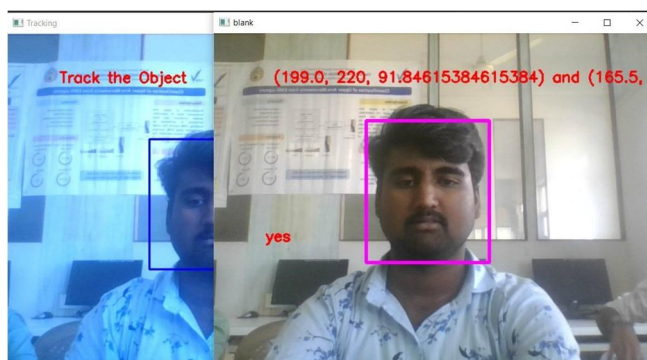 Tracking
blank
Track the Object
(199.0, 220, 91.84615384615384) and (165.5,
yes